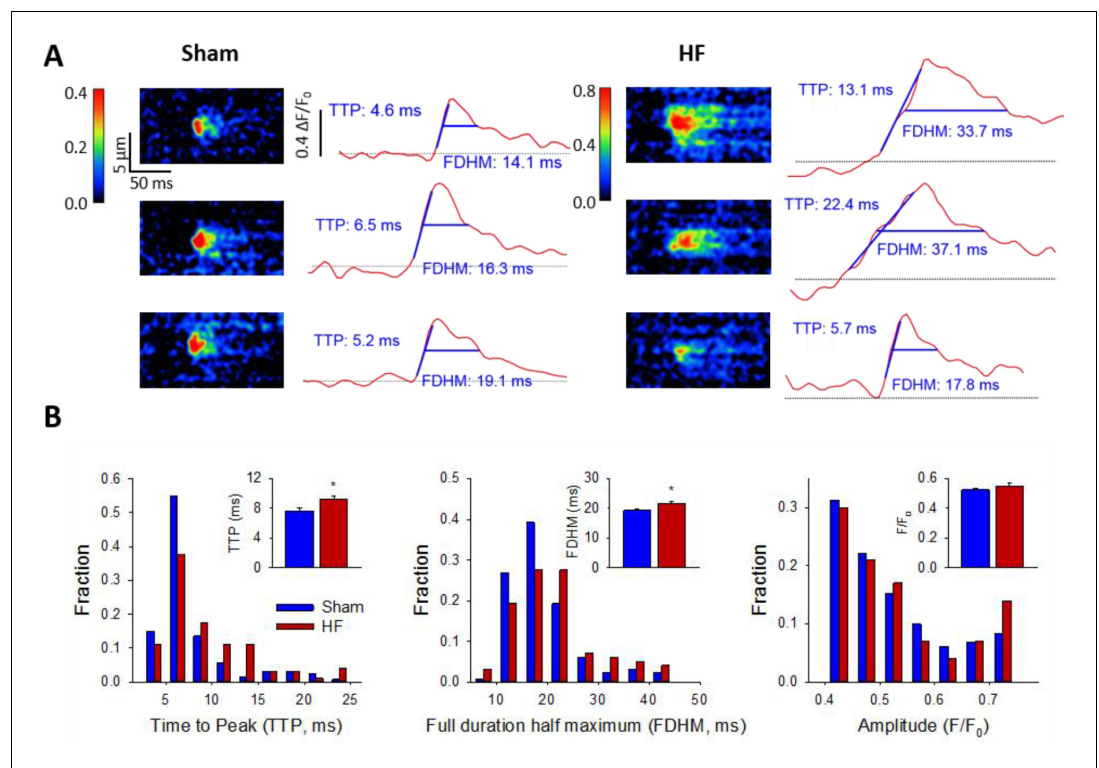 A
Sham
HF
0.4
0.2
0.0
5 µm
50 ms
0.4 ΔF/F0
TTP: 4.6 ms
FDHM: 14.1 ms
TTP: 6.5 ms
FDHM: 16.3 ms
TTP: 5.2 ms
FDHM: 19.1 ms
0.8
0.4
0.0
TTP: 13.1 ms
FDHM: 33.7 ms
TTP: 22.4 ms
FDHM: 37.1 ms
TTP: 5.7 ms
FDHM: 17.8 ms
B
Fraction
0.6
0.5
0.4
0.3
0.2
0.1
0.0
5 10 15 20 25
Time to Peak (TTP, ms)
TTP (ms)
12
8
4
0
*
Sham
HF
Fraction
0.5
0.4
0.3
0.2
0.1
0.0
10 20 30 40 50
Full duration half maximum (FDHM, ms)
FDHM (ms)
30
20
10
0
*
Fraction
0.3
0.2
0.1
0.0
0.4 0.5 0.6 0.7
Amplitude (F/F0)
F/F0
0.6
0.4
0.2
0.0